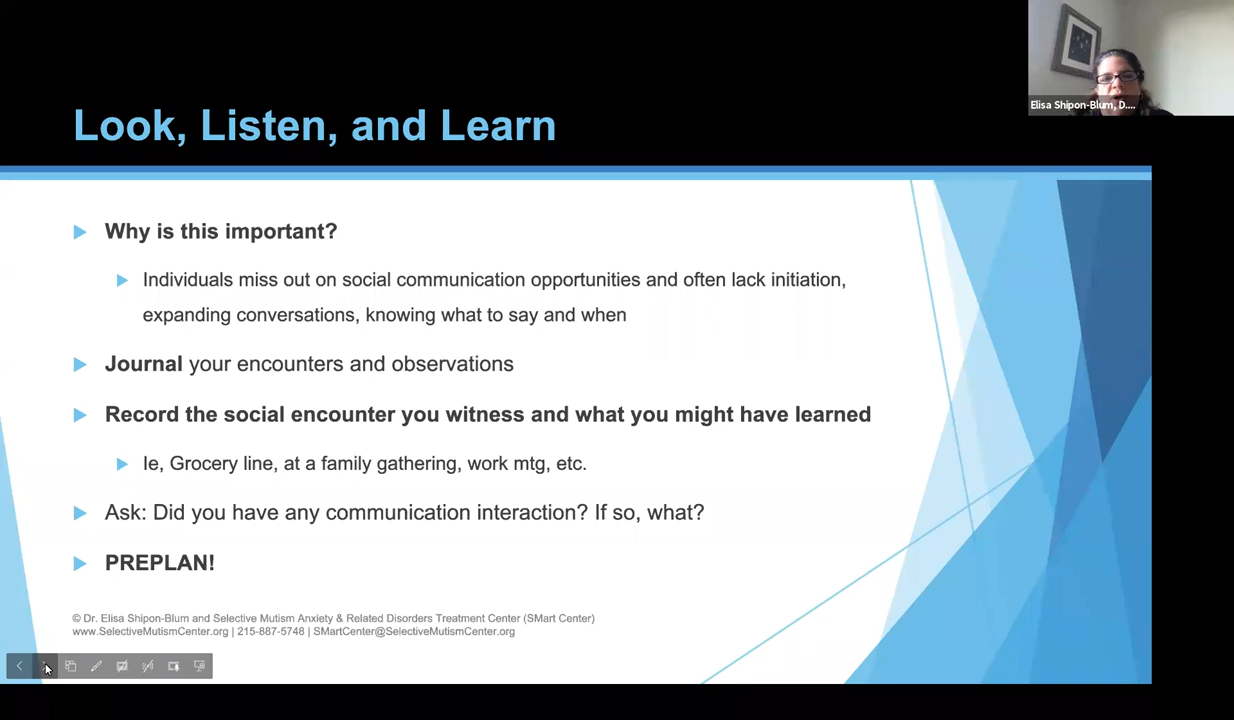 Elisa Shipon-Blum, D....
Look, Listen, and Learn
Why is this important?
Individuals miss out on social communication opportunities and often lack initiation,
expanding conversations, knowing what to say and when
Journal your encounters and observations
Record the social encounter you witness and what you might have learned
Ie, Grocery line, at a family gathering, work mtg, etc.
Ask: Did you have any communication interaction? If so, what?
PREPLAN!
© Dr. Elisa Shipon-Blum and Selective Mutism Anxiety & Related Disorders Treatment Center (SMart Center)
www.SelectiveMutismCenter.org | 215-887-5748 | SMartCenter@SelectiveMutismCenter.org